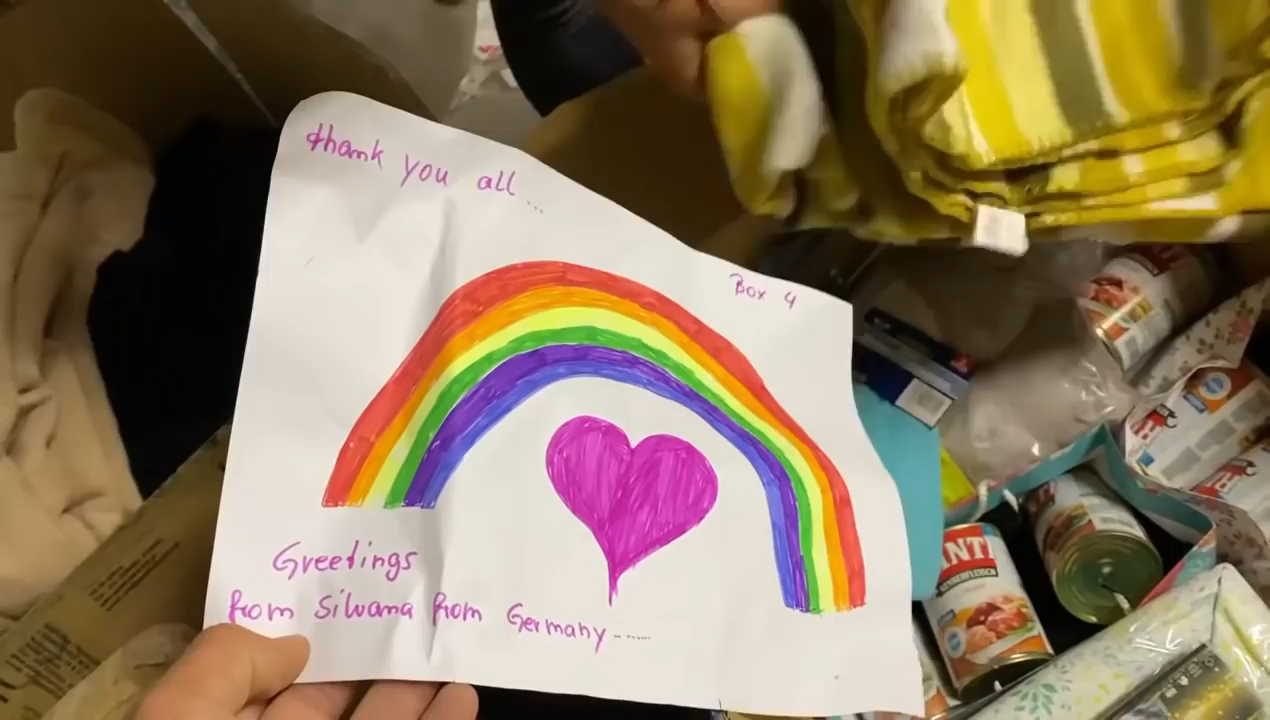 thank you all...
Box 4
Greetings
from Silvana from Germany......